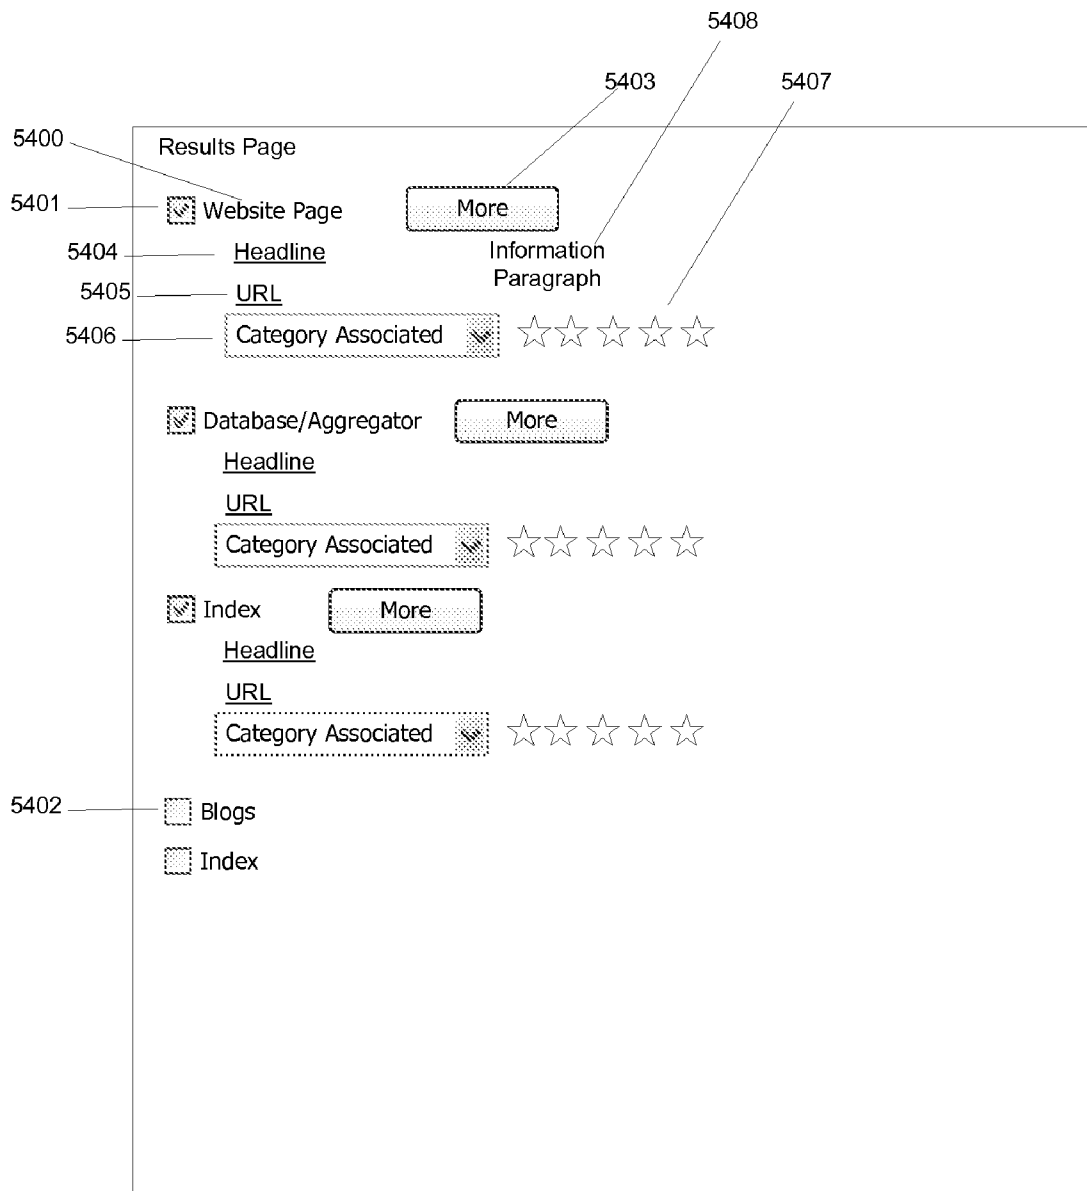 5408
5403
5407
5400
Results Page
5401
Website Page
More
5404
Headline
Information
Paragraph
5405
URL
5406
Category Associated
Database/Aggregator
More
Headline
URL
Category Associated
Index
More
Headline
URL
Category Associated
5402
Blogs
Index